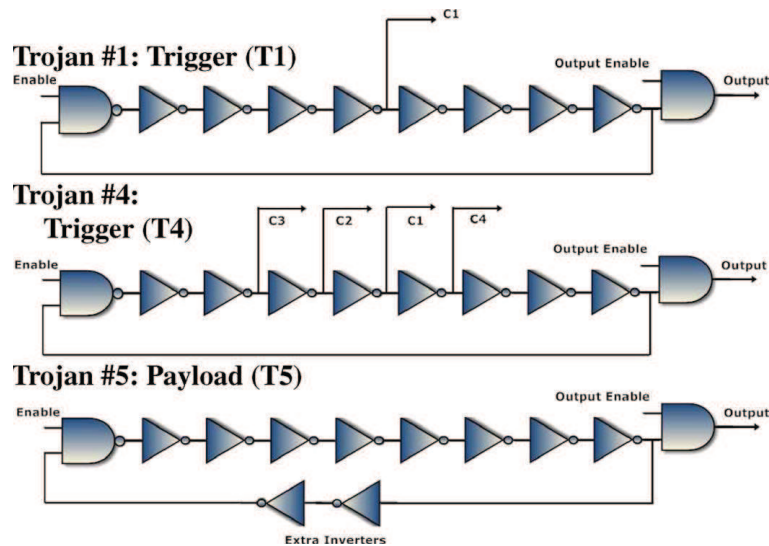 C1
Trojan #1: Trigger (T1)
Enable
Output Enable
Output
Trojan #4:
Trigger (T4)
C3
C2
C1
C4
Enable
Output Enable
Output
Trojan #5: Payload (T5)
Enable
Output Enable
Output
Extra Inverters